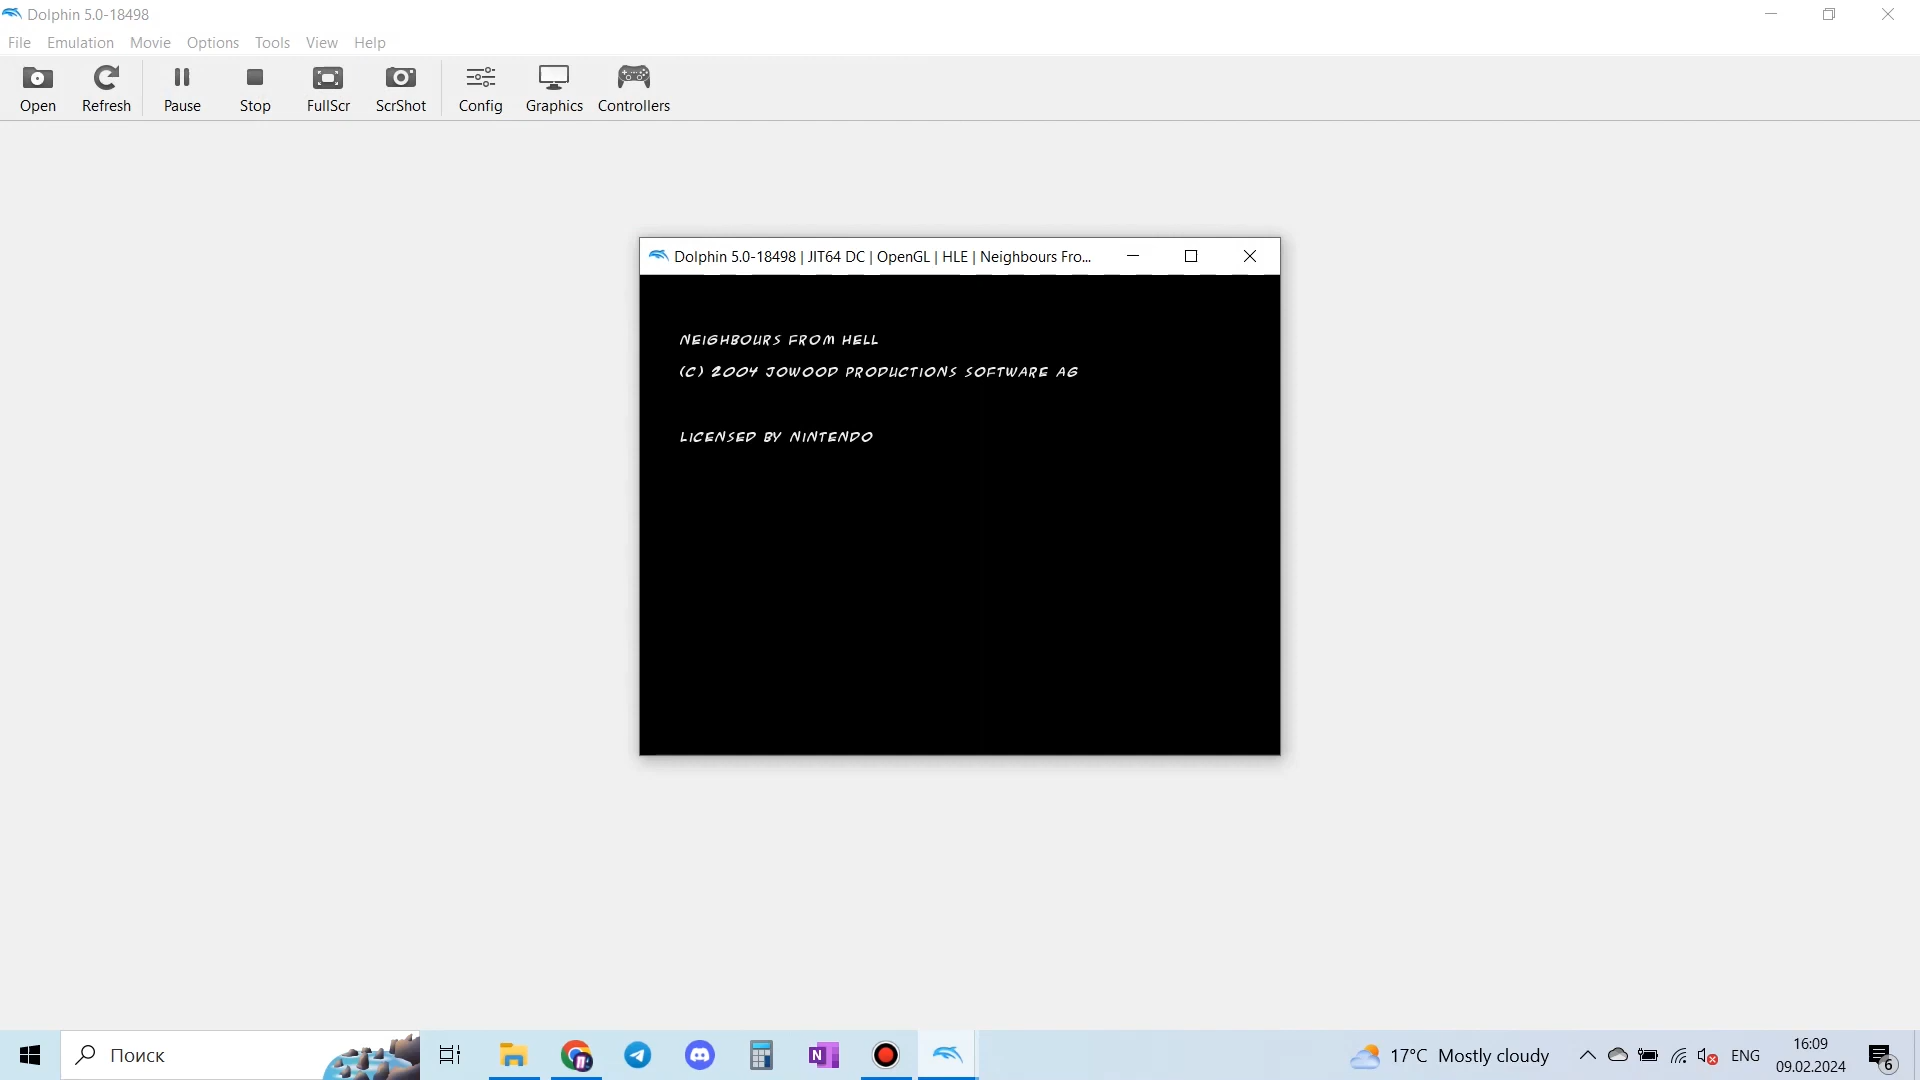 Dolphin 5.0-18498
File Emulation Movie Options Tools View Help
Open Refresh Pause Stop FullScr ScrShot Config Graphics Controllers
Dolphin 5.0-18498 | JIT64 DC | OpenGL | HLE | Neighbours Fro...
NEIGHBOURS FROM HELL
(C) 2004 JOWOOD PRODUCTIONS SOFTWARE AG
LICENSED BY NINTENDO
Поиск
17°C Mostly cloudy
ENG
16:09
09.02.2024
6